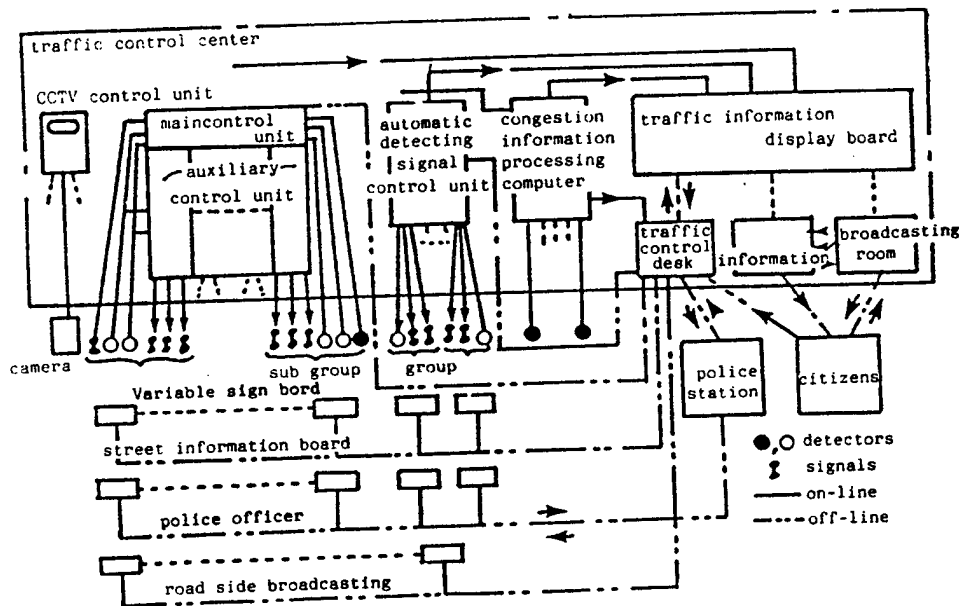 traffic control center
CCTV control unit
maincontrol
unit
auxiliary
control unit
automatic
detecting
signal
control unit
congestion
information
processing
computer
traffic information
display board
traffic
control
desk
information
broadcasting
room
camera
sub group
group
police
station
citizens
Variable sign bord
street information board
police officer
road side broadcasting
, detectors
signals
on-line
off-line